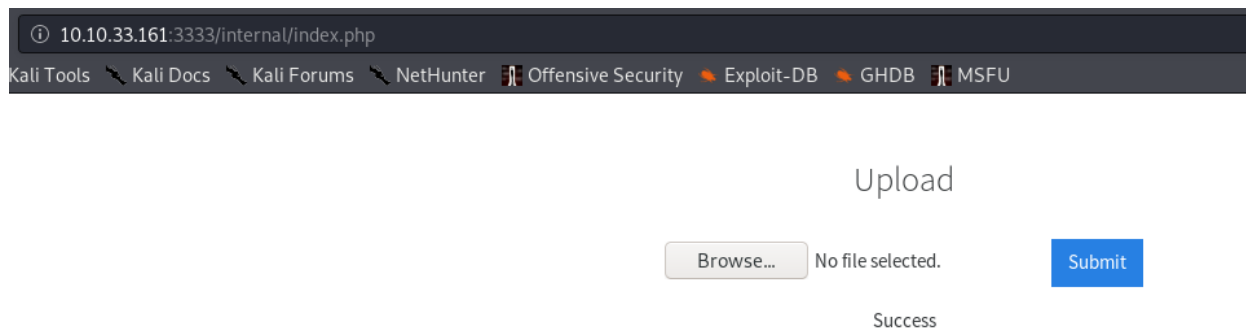 10.10.33.161:3333/internal/index.php
Kali Tools Kali Docs Kali Forums NetHunter Offensive Security Exploit-DB GHDB MSFU
Upload
Browse... No file selected. Submit
Success